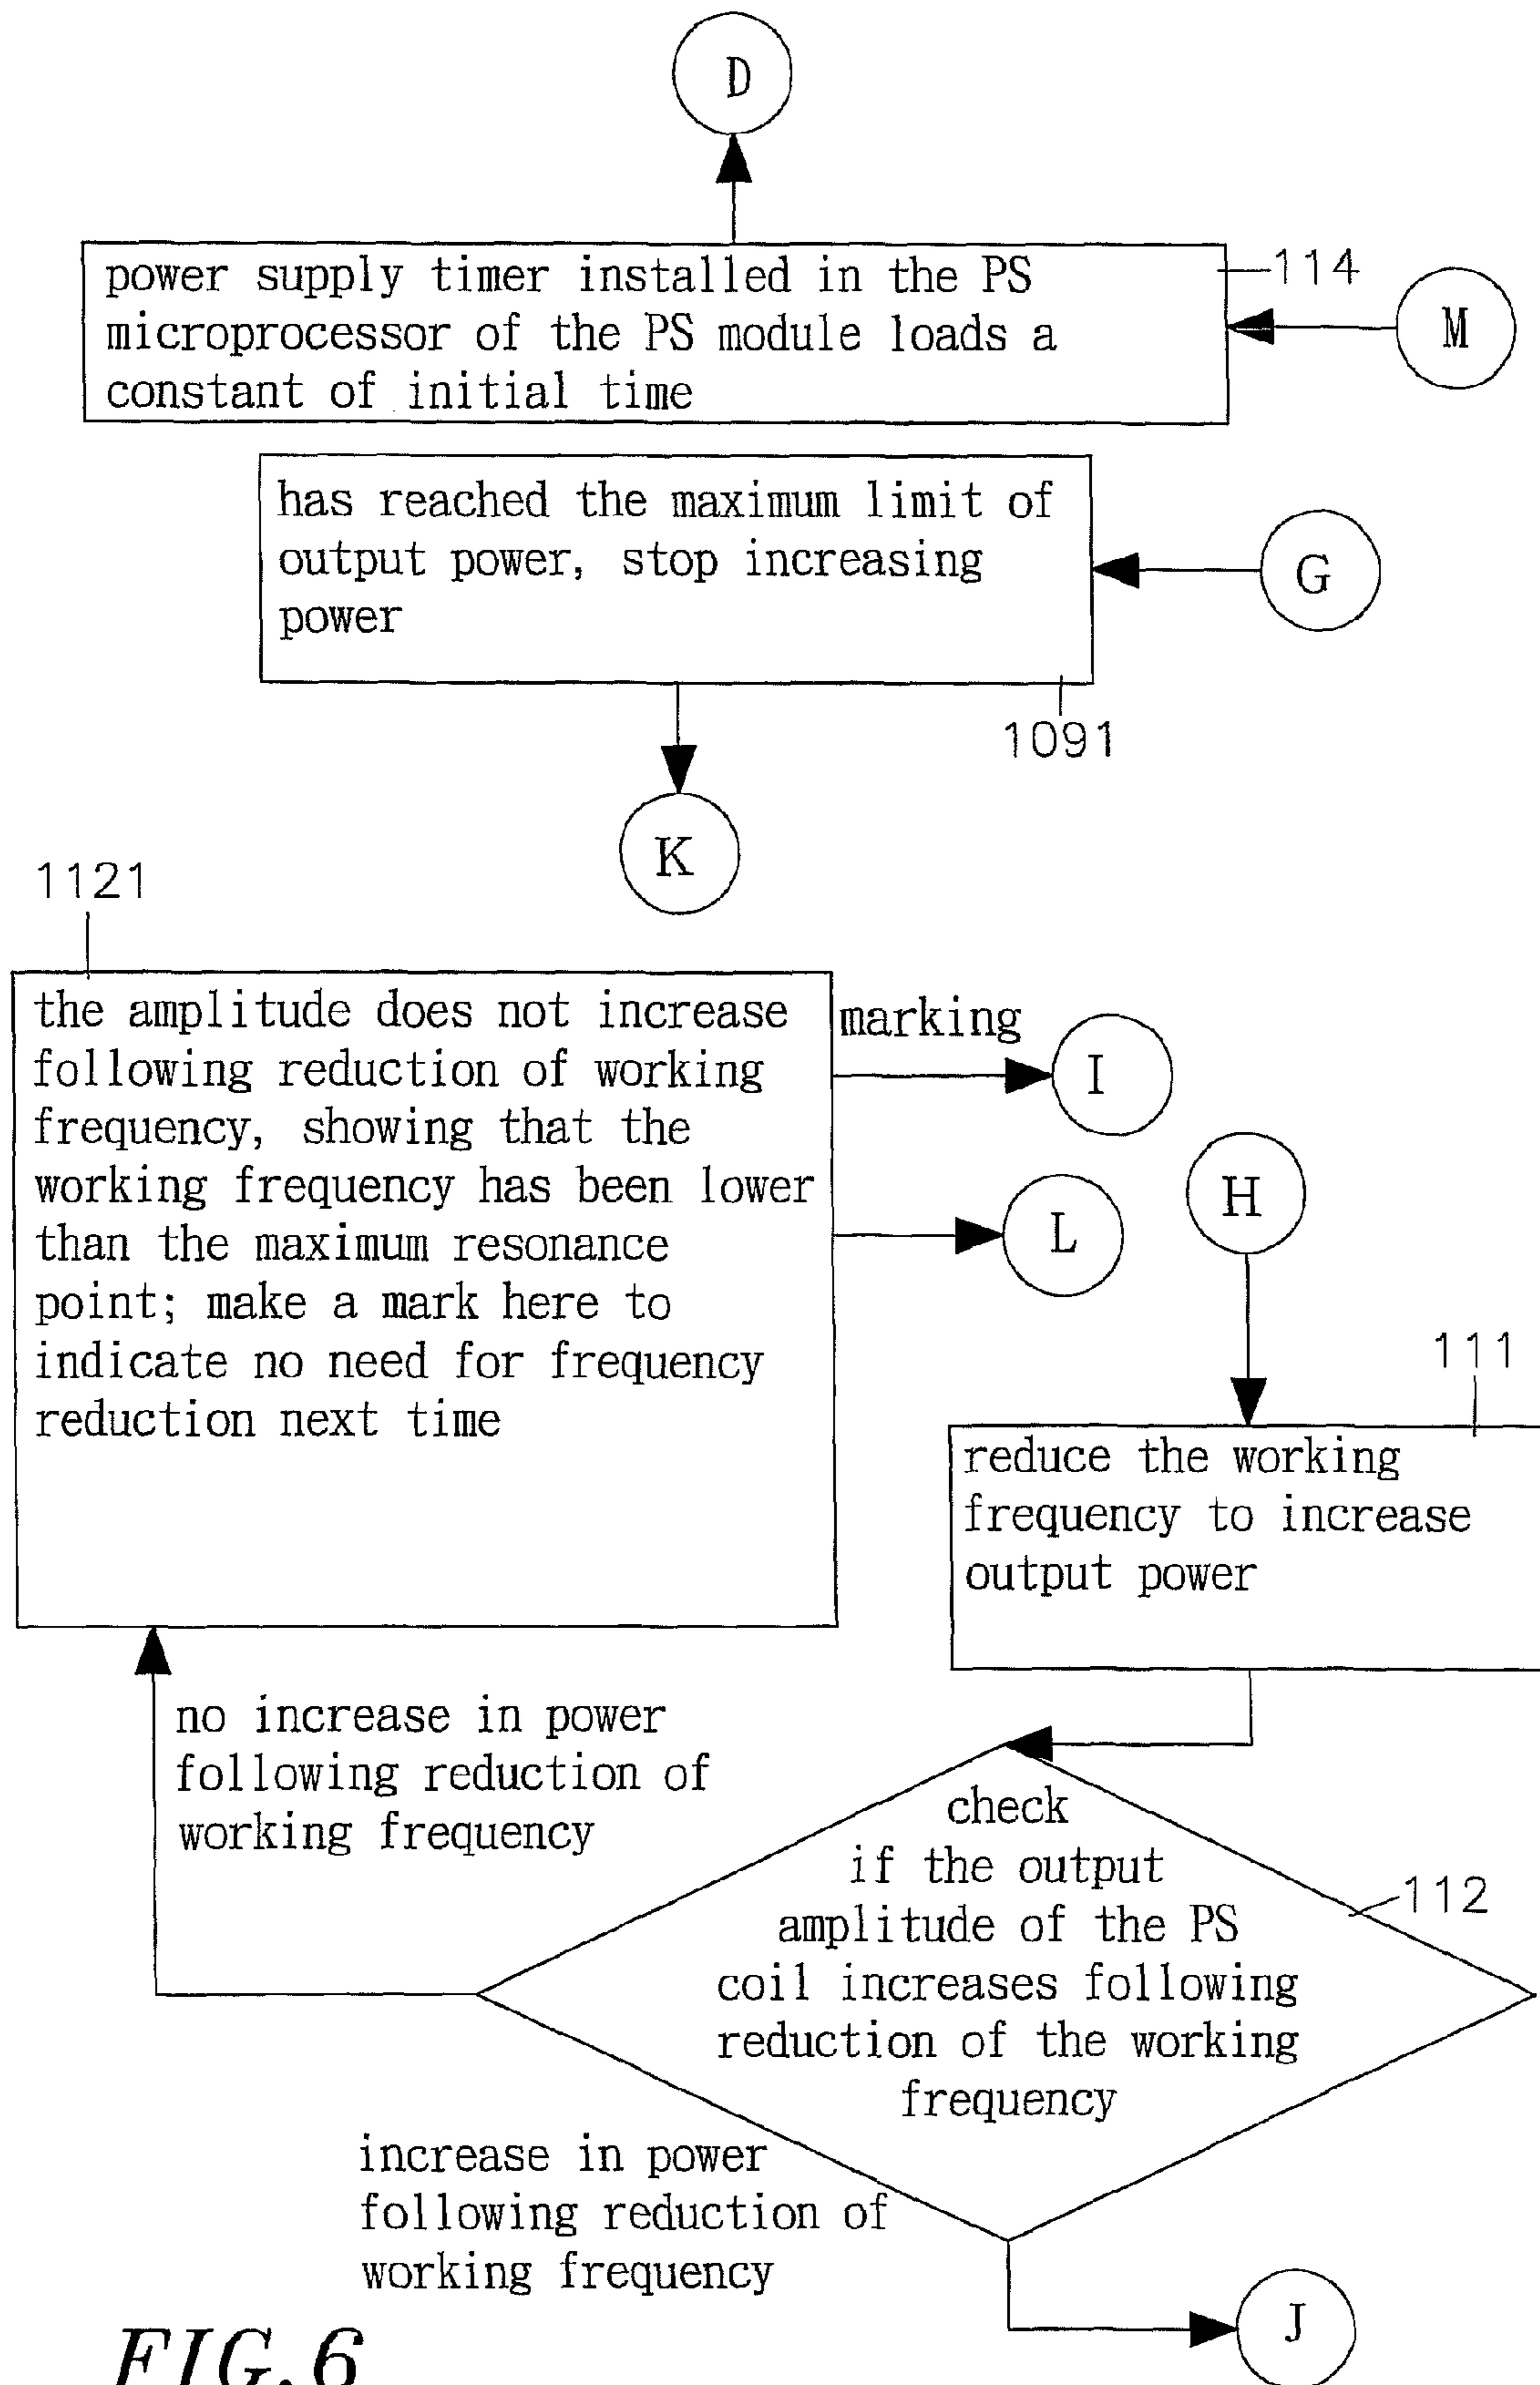 D
power supply timer installed in the PS
microprocessor of the PS module loads a
constant of initial time
114
M
has reached the maximum limit of
output power, stop increasing
power
G
1091
K
1121
the amplitude does not increase
following reduction of working
frequency, showing that the
working frequency has been lower
than the maximum resonance
point; make a mark here to
indicate no need for frequency
reduction next time
marking
I
L
H
111
reduce the working
frequency to increase
output power
no increase in power
following reduction of
working frequency
check
if the output
amplitude of the PS
coil increases following
reduction of the working
frequency
112
increase in power
following reduction of
working frequency
J
FIG.6